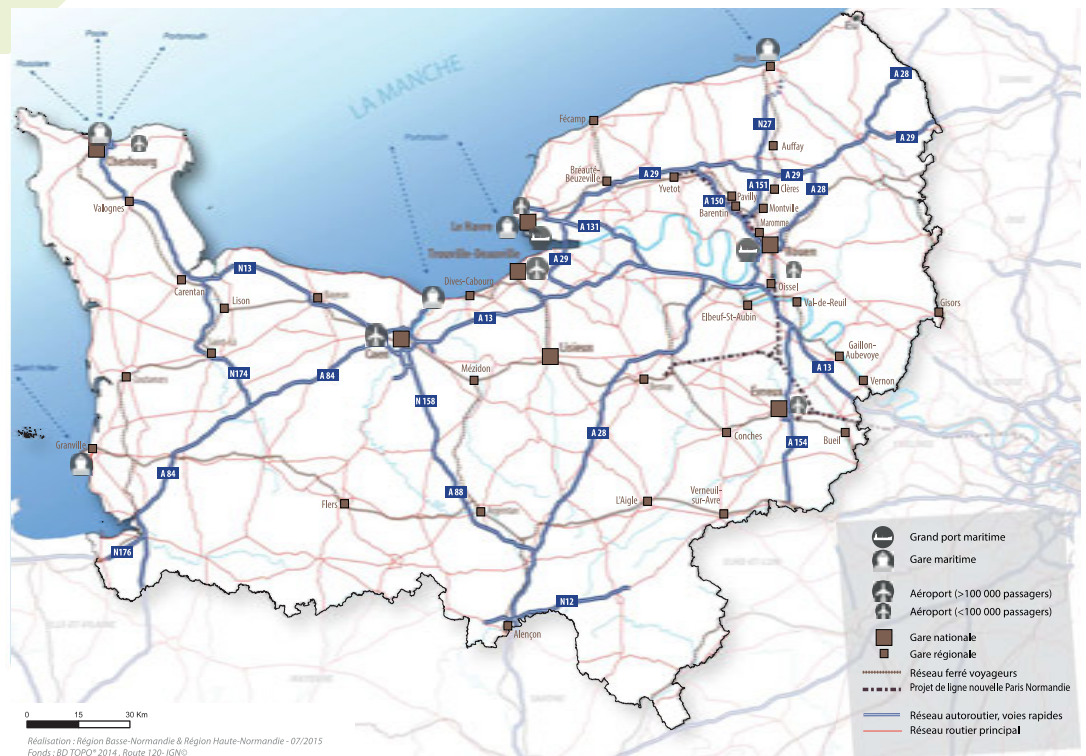 Portsmouth
LA MANCHE
Portsmouth
Cherbourg
Valognes
N13
Carentan
Lison
N174
Granville
A 84
A 84
N176
Flers
Caen
Mézidon
N 158
A 88
Alençon
N12
A 28
A 13
Dives-Cabourg
Trouville-Deauville
Le Havre
A 131
A 29
Lisieux
Fécamp
Bréauté-
Beuzeville
A 29
Yvetot
N27
Auffay
A 28
A 29
A 29
A 28
A 151
A 150
Clères
Pavilly
Barentin
Montville
Maromme
Rouen
Oissel
Elbeuf-St-Aubin
Val-de-Reuil
Gisors
Gaillon-
Aubevoye
A 13
Vernon
Evreux
Conches
Bueil
A 154
L'Aigle
Verneuil-
sur-Avre
Grand port maritime
Gare maritime
Aéroport (>100 000 passagers)
Aéroport (<100 000 passagers)
Gare nationale
Gare régionale
Réseau ferré voyageurs
Projet de ligne nouvelle Paris Normandie
Réseau autoroutier, voies rapides
Réseau routier principal
0 15 30 Km
Réalisation : Région Basse-Normandie & Région Haute-Normandie - 07/2015
Fonds : BD TOPO® 2014 . Route 120- IGN©